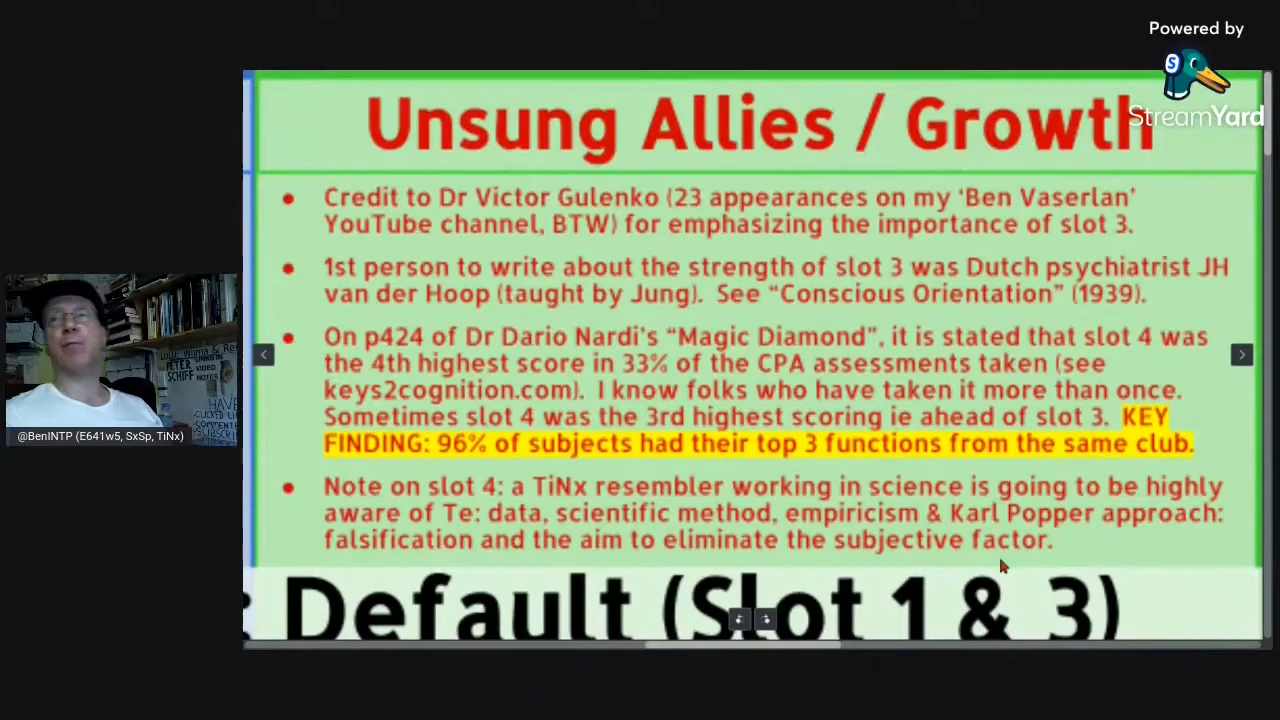 Powered by
StreamYard
Unsung Allies / Growth
Credit to Dr Victor Gulenko (23 appearances on my ‘Ben Vaserlan’
YouTube channel, BTW) for emphasizing the importance of slot 3.
1st person to write about the strength of slot 3 was Dutch psychiatrist JH
van der Hoop (taught by Jung).  See “Conscious Orientation” (1939).
On p424 of Dr Dario Nardi’s “Magic Diamond”, it is stated that slot 4 was
the 4th highest score in 33% of the CPA assessments taken (see
keys2cognition.com).  I know folks who have taken it more than once.
Sometimes slot 4 was the 3rd highest scoring ie ahead of slot 3.  KEY
FINDING: 96% of subjects had their top 3 functions from the same club.
Note on slot 4: a TiNx resembler working in science is going to be highly
aware of Te: data, scientific method, empiricism & Karl Popper approach:
falsification and the aim to eliminate the subjective factor.
: Default (Slot 1 & 3)
PETER
SCHIFF
VIDEO
NOTES
HAVE
@BenINTP (E641w5, SxSp, TiNx)